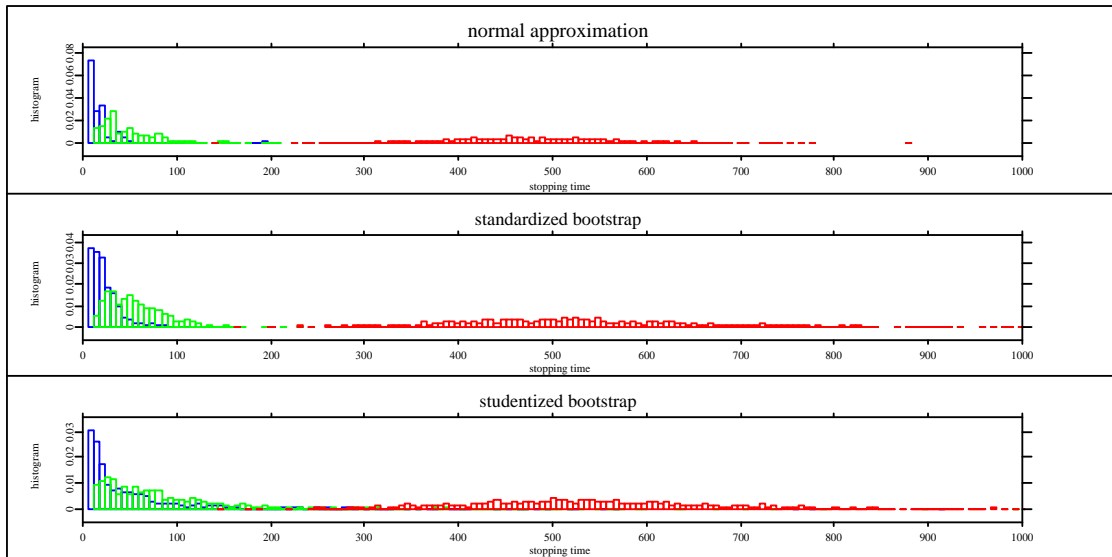 normal approximation
histogram
0 0.02 0.04 0.06 0.08
0 100 200 300 400 500 600 700 800 900 1000
stopping time
standardized bootstrap
histogram
0 0.01 0.02 0.03 0.04
0 100 200 300 400 500 600 700 800 900 1000
stopping time
studentized bootstrap
histogram
0 0.01 0.02 0.03
0 100 200 300 400 500 600 700 800 900 1000
stopping time